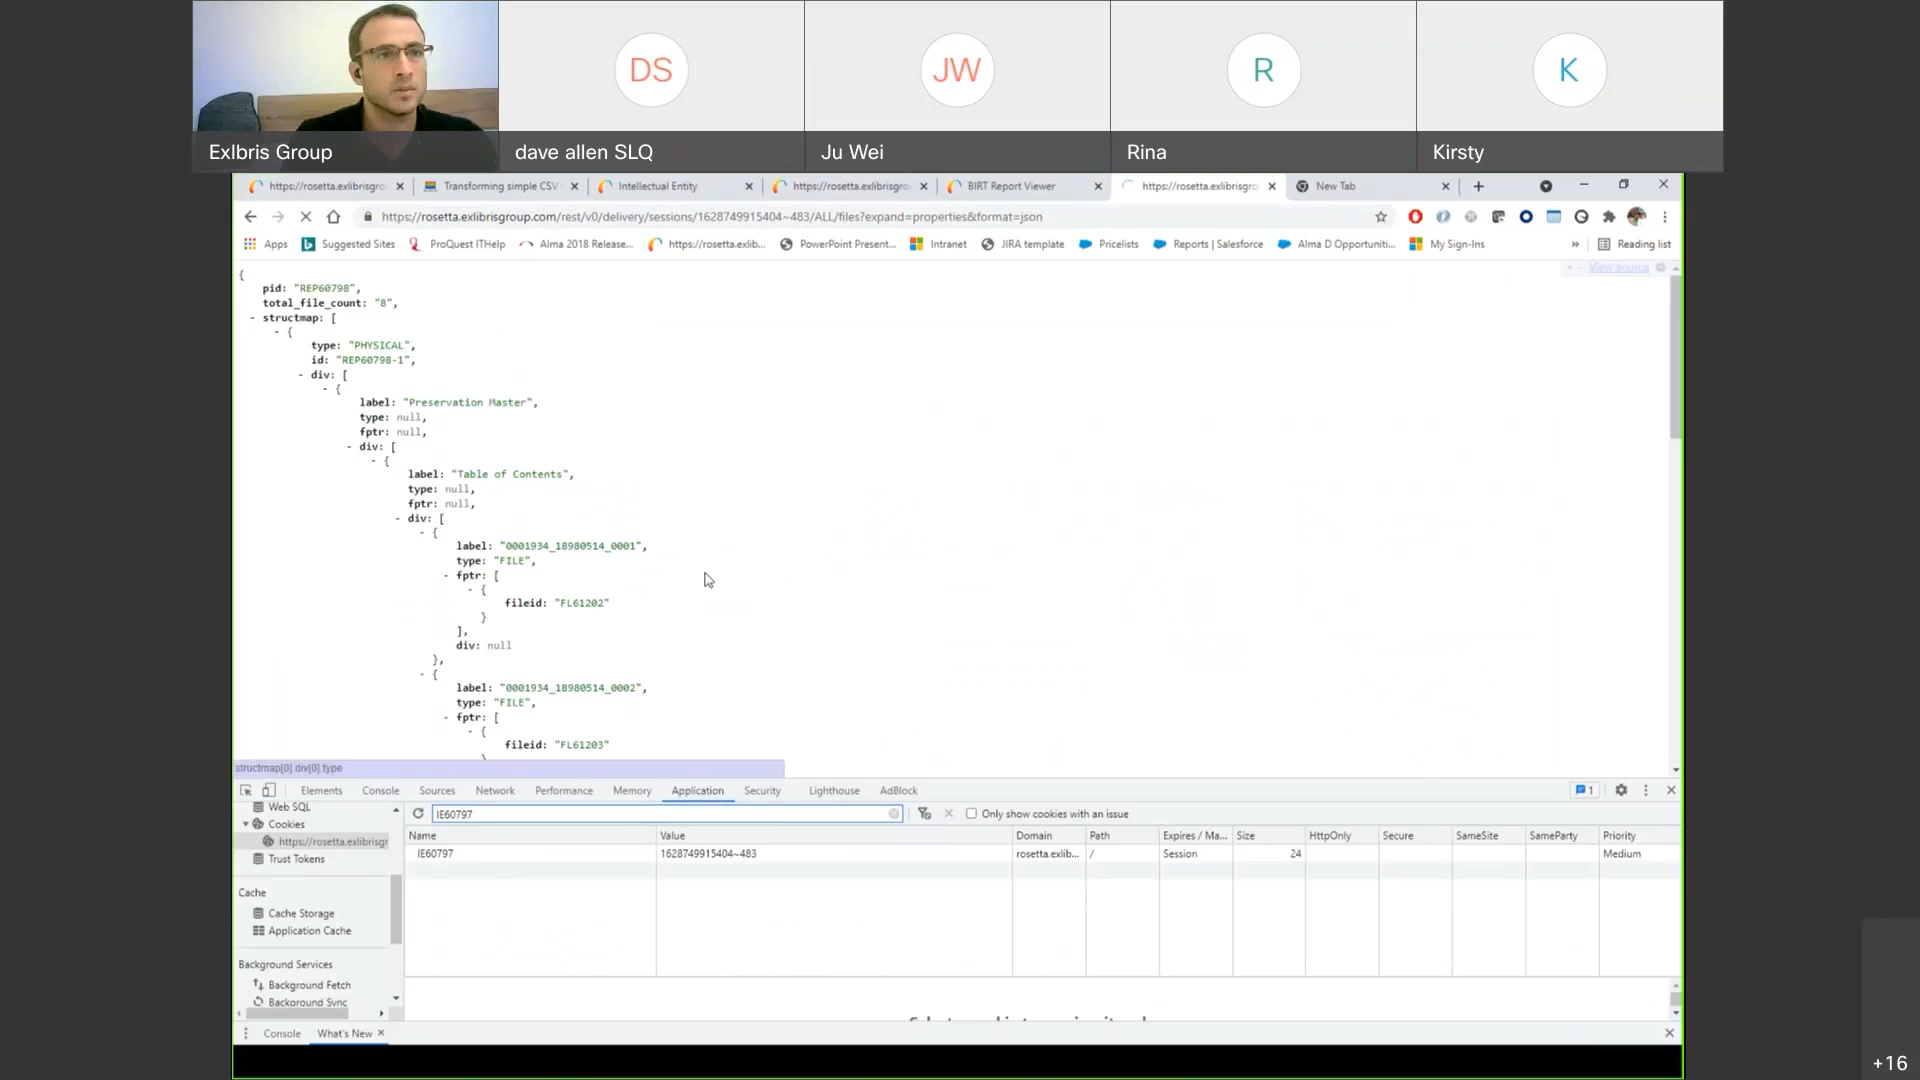 DS
JW
R
K
Exlbris Group
dave allen SLQ
Ju Wei
Rina
Kirsty
https://rosetta.exlibrisgro
Transforming simple CSV
Intellectual Entity
https://rosetta.exlibrisgrou
BIRT Report Viewer
https://rosetta.exlibrisgro
New Tab
https://rosetta.exlibrisgroup.com/rest/v0/delivery/sessions/1628749915404~483/ALL/files?expand=properties&format=json
Apps
Suggested Sites
ProQuest ITHelp
Alma 2018 Release...
https://rosetta.exlib...
PowerPoint Present...
Intranet
JIRA template
Pricelists
Reports | Salesforce
Alma D Opportuniti...
My Sign-Ins
»
Reading list
+ - View source
{
pid: "REP60798",
total_file_count: "8",
- structmap: [
- {
type: "PHYSICAL",
id: "REP60798-1",
- div: [
- {
label: "Preservation Master",
type: null,
fptr: null,
- div: [
- {
label: "Table of Contents",
type: null,
fptr: null,
- div: [
- {
label: "0001934_18980514_0001",
type: "FILE",
- fptr: [
- {
fileid: "FL61202"
}
],
div: null
},
- {
label: "0001934_18980514_0002",
type: "FILE",
- fptr: [
- {
fileid: "FL61203"
structmap[0].div[0].type
Elements
Console
Sources
Network
Performance
Memory
Application
Security
Lighthouse
AdBlock
1
Web SQL
Cookies
https://rosetta.exlibrisgr
Trust Tokens
Cache
Cache Storage
Application Cache
Background Services
Background Fetch
Background Sync
IE60797
Only show cookies with an issue
Name
Value
Domain
Path
Expires / Ma...
Size
HttpOnly
Secure
SameSite
SameParty
Priority
IE60797
1628749915404~483
rosetta.exlib...
/
Session
24
Medium
Console
What's New
+16